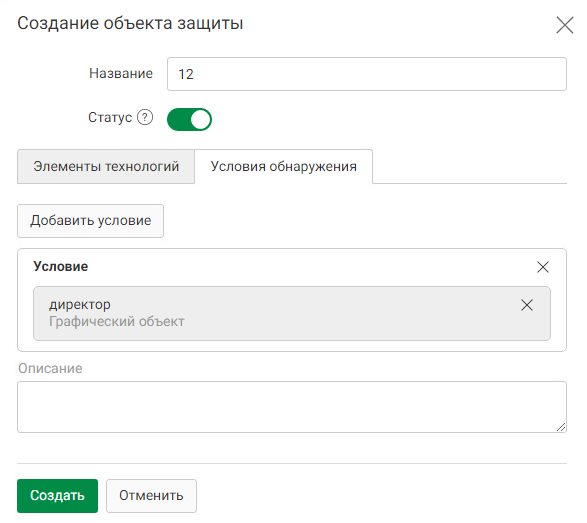 Создание объекта защиты
Название 12
Статус ?
Элементы технологий Условия обнаружения
Добавить условие
Условие
директор
Графический объект
Описание
Создать Отменить